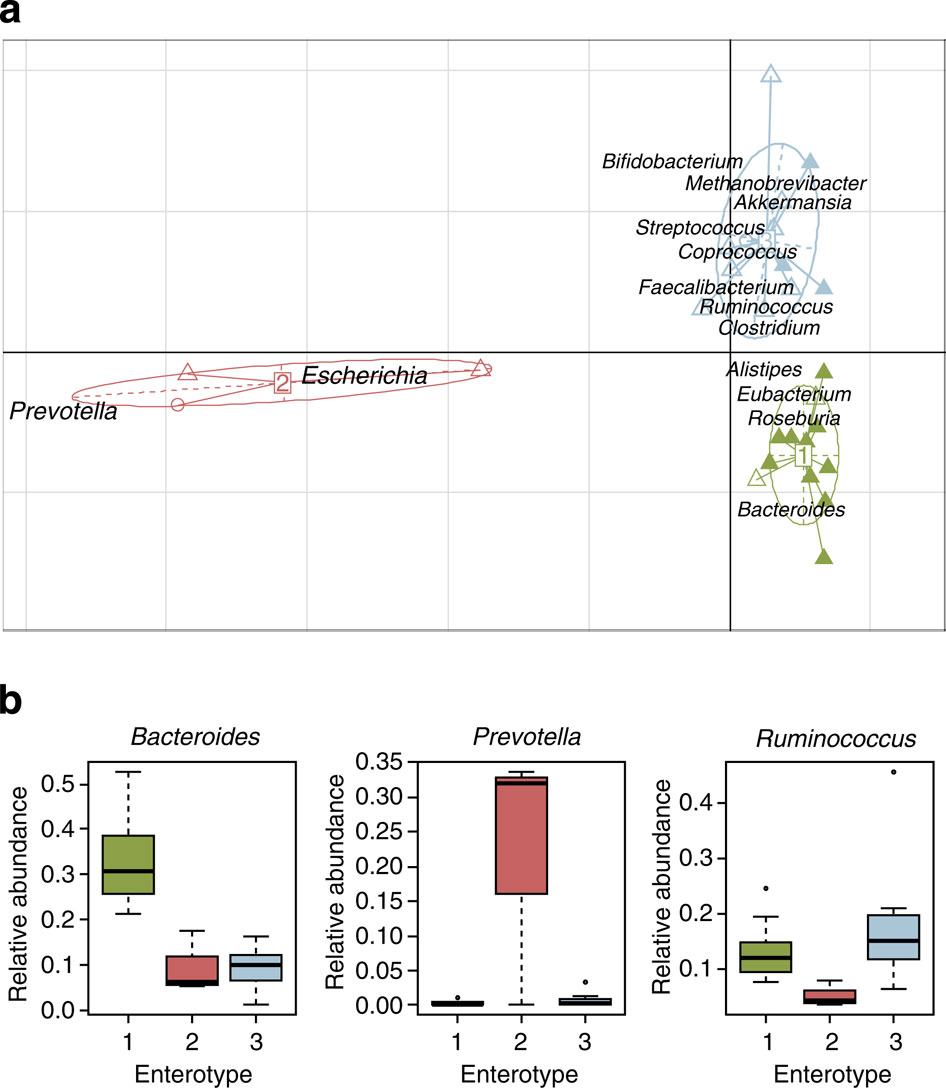 a
Bifidobacterium
Methanobrevibacter
Akkermansia
Streptococcus
3
Coprococcus
Faecalibacterium
Ruminococcus
Clostridium
Alistipes
2
Escherichia
Eubacterium
Prevotella
Roseburia
1
Bacteroides
b
Bacteroides
Relative abundance
0.5
0.4
0.3
0.2
0.1
0.0
1 2 3
Enterotype
Prevotella
Relative abundance
0.35
0.30
0.25
0.20
0.15
0.10
0.05
0.00
1 2 3
Enterotype
Ruminococcus
Relative abundance
0.4
0.3
0.2
0.1
1 2 3
Enterotype